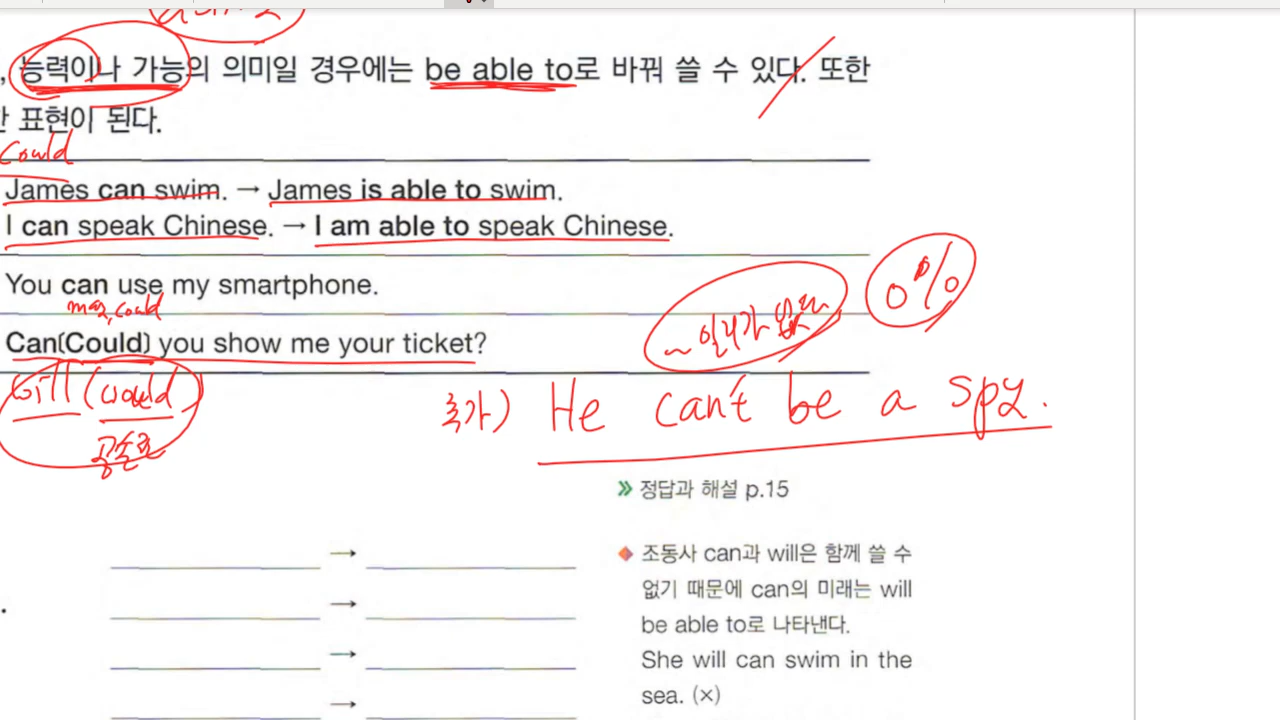 능력이나 가능의 의미일 경우에는 be able to로 바꿔 쓸 수 있다. 또한
표현이 된다.
could
James can swim. → James is able to swim.
I can speak Chinese. → I am able to speak Chinese.
You can use my smartphone.
may, could
Can(Could) you show me your ticket?
will (would
공손표
~일리가 없다
0%
추가) He can't be a spy.
» 정답과 해설 p.15
→
→
→
→
조동사 can과 will은 함께 쓸 수
없기 때문에 can의 미래는 will
be able to로 나타낸다.
She will can swim in the
sea. (×)